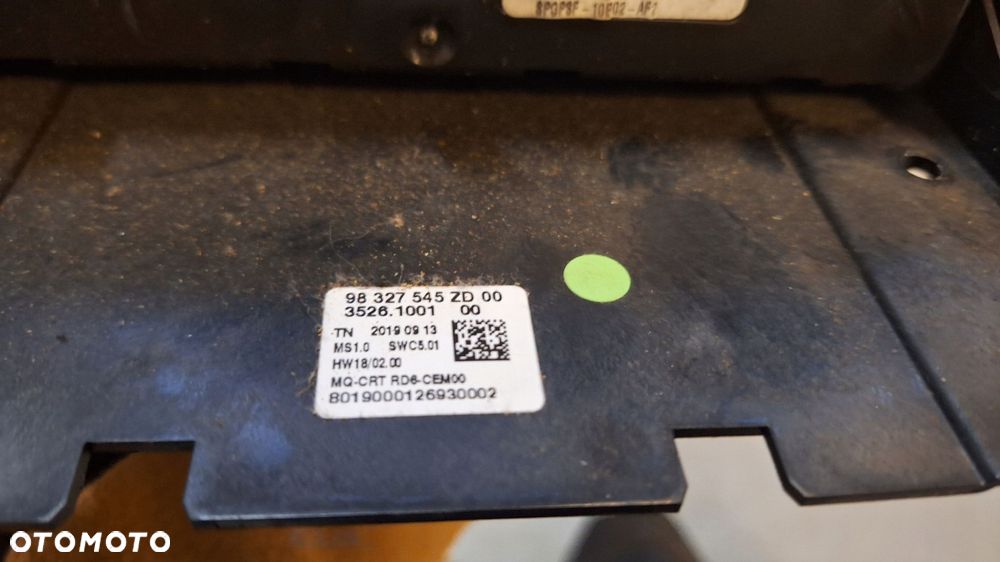 98 327 545 ZD 00
3526.1001 00
TN 2019 09 13
MS1.0 SWC5.01
HW18/02.00
MQ-CRT RD6-CEM00
8019000126930002
OTOMOTO